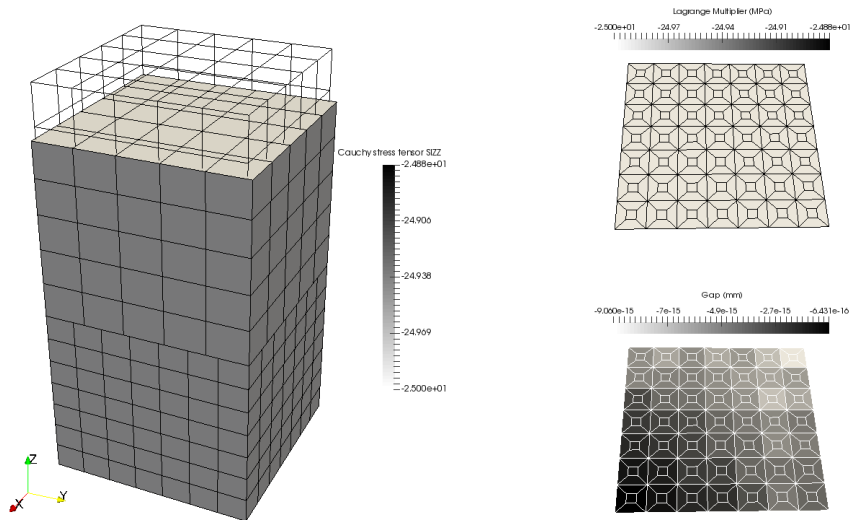 Lagrange Multiplier (MPa)
-2.500e+01 -24.97 -24.94 -24.91 -2.488e+01
Cauchy stress tensor SIZZ
-2.488e+01
-24.906
-24.938
-24.969
-2.500e+01
Gap (mm)
-9.060e-15 -7e-15 -4.9e-15 -2.7e-15 -6.431e-16
Z
Y
X